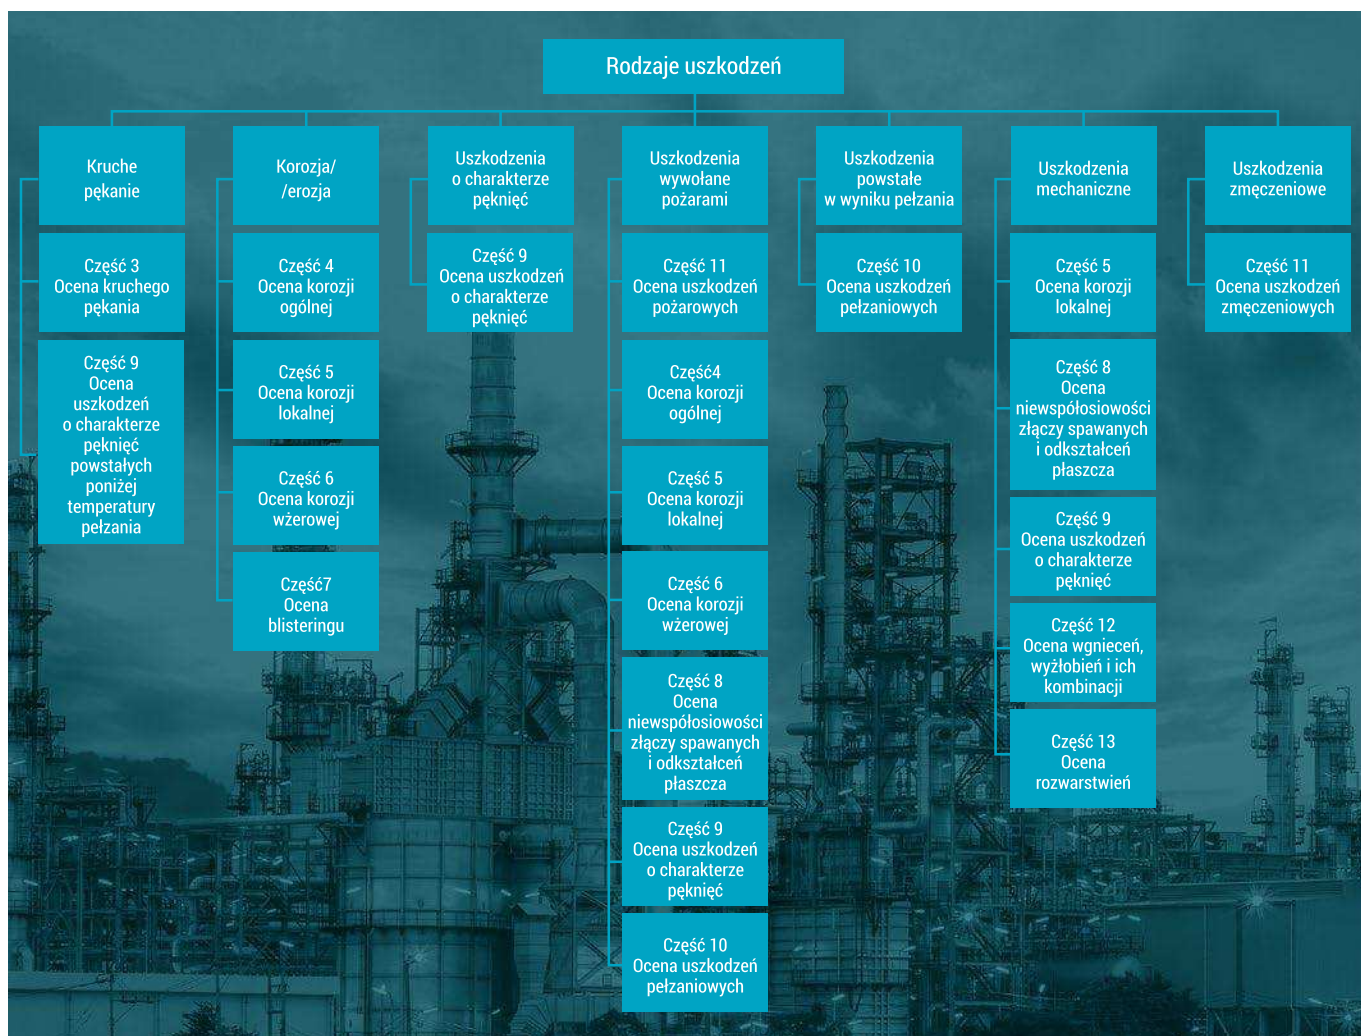 Rodzaje uszkodzeń
Kruche
pękanie
Część 3
Ocena kruchego
pękania
Część 9
Ocena
uszkodzeń
o charakterze
pęknięć
powstałych
poniżej
temperatury
pełzania
Korozja/
/erozja
Część 4
Ocena korozji
ogólnej
Część 5
Ocena korozji
lokalnej
Część 6
Ocena korozji
wżerowej
Część7
Ocena
blisteringu
Uszkodzenia
o charakterze
pęknięć
Część 9
Ocena uszkodzeń
o charakterze
pęknięć
Uszkodzenia
wywołane
pożarami
Część 11
Ocena uszkodzeń
pożarowych
Część4
Ocena korozji
ogólnej
Część 5
Ocena korozji
lokalnej
Część 6
Ocena korozji
wżerowej
Część 8
Ocena
niewspółosiowości
złączy spawanych
i odkształceń
płaszcza
Część 9
Ocena uszkodzeń
o charakterze
pęknięć
Część 10
Ocena uszkodzeń
pełzaniowych
Uszkodzenia
powstałe
w wyniku pełzania
Część 10
Ocena uszkodzeń
pełzaniowych
Uszkodzenia
mechaniczne
Część 5
Ocena korozji
lokalnej
Część 8
Ocena
niewspółosiowości
złączy spawanych
i odkształceń
płaszcza
Część 9
Ocena uszkodzeń
o charakterze
pęknięć
Część 12
Ocena wgnieceń,
wyżłobień i ich
kombinacji
Część 13
Ocena
rozwarstwień
Uszkodzenia
zmęczeniowe
Część 11
Ocena uszkodzeń
zmęczeniowych